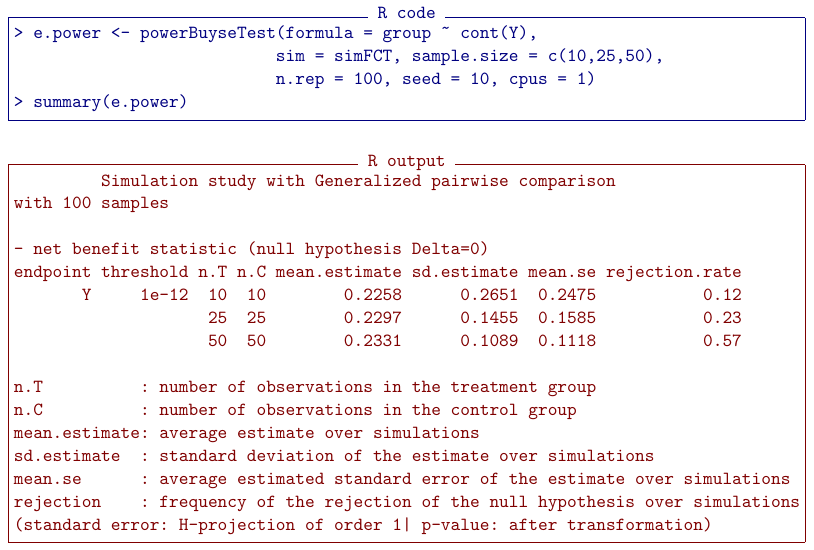 R code
> e.power <- powerBuyseTest(formula = group ~ cont(Y),
sim = simFCT, sample.size = c(10,25,50),
n.rep = 100, seed = 10, cpus = 1)
> summary(e.power)
R output
Simulation study with Generalized pairwise comparison
with 100 samples
- net benefit statistic (null hypothesis Delta=0)
endpoint threshold n.T n.C mean.estimate sd.estimate mean.se rejection.rate
Y 1e-12 10 10 0.2258 0.2651 0.2475 0.12
25 25 0.2297 0.1455 0.1585 0.23
50 50 0.2331 0.1089 0.1118 0.57
n.T : number of observations in the treatment group
n.C : number of observations in the control group
mean.estimate: average estimate over simulations
sd.estimate : standard deviation of the estimate over simulations
mean.se : average estimated standard error of the estimate over simulations
rejection : frequency of the rejection of the null hypothesis over simulations
(standard error: H-projection of order 1| p-value: after transformation)